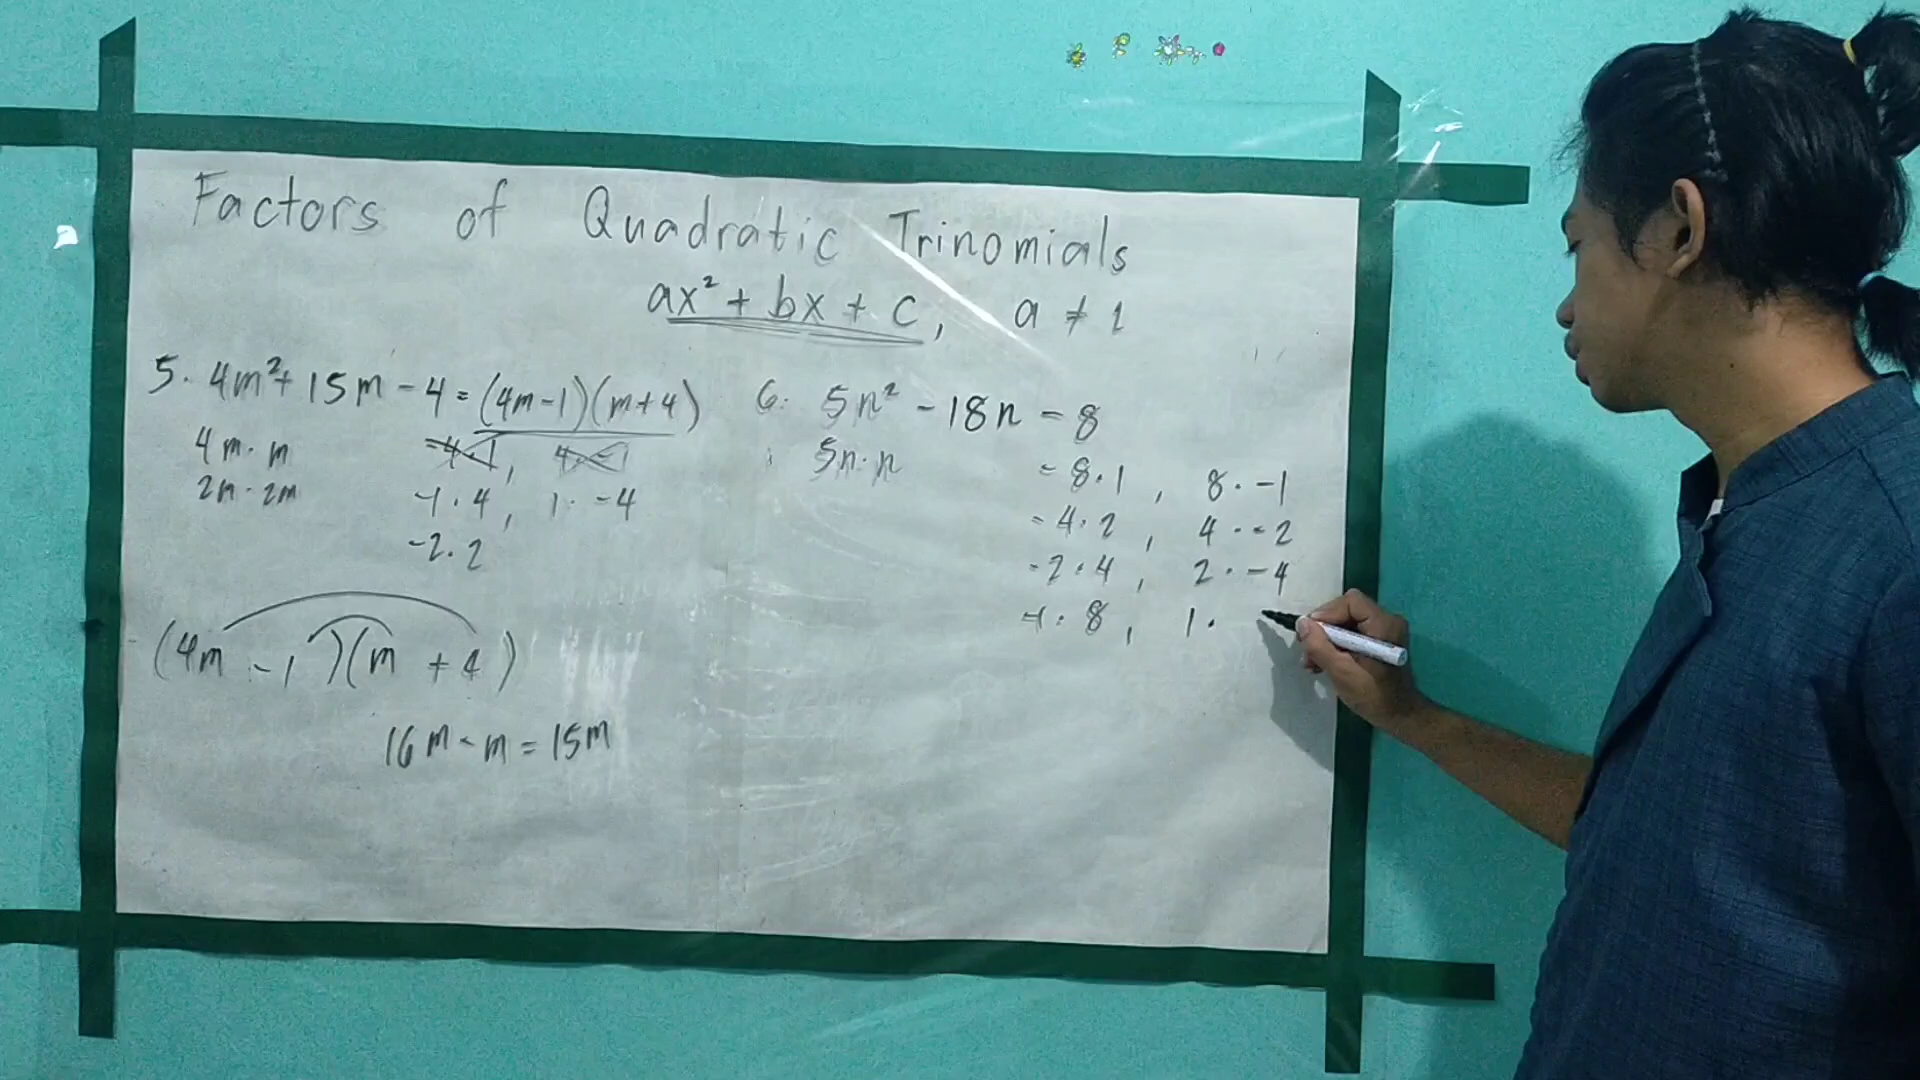 Factors of Quadratic Trinomials
ax² + bx + c, a ≠ 1
5. 4m² + 15m - 4 = (4m-1)(m+4)
4m · m
2m · 2m
-4 · 1, 4 · -1
-1 · 4, 1 · -4
-2 · 2
(4m - 1)(m + 4)
16m - m = 15m
6. 5n² - 18n - 8
5n · n
-8 · 1, 8 · -1
-4 · 2, 4 · -2
-2 · 4, 2 · -4
-1 · 8, 1 ·